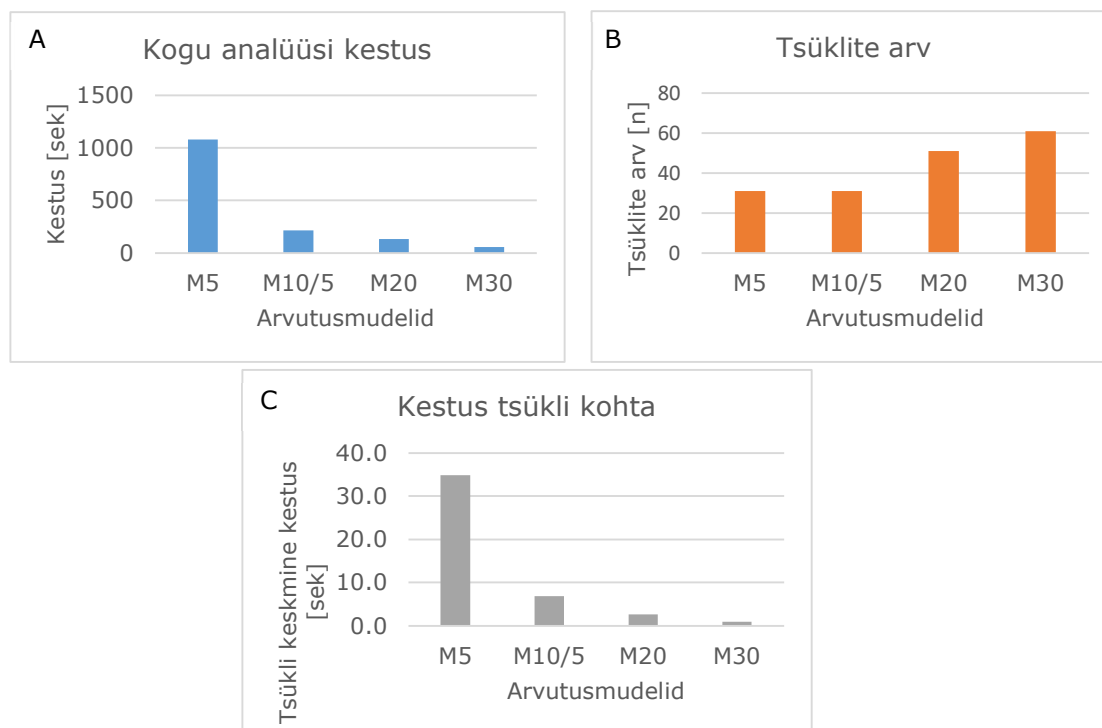 A
Kogu analüüsi kestus
Kestus [sek]
1500
1000
500
0
M5 M10/5 M20 M30
Arvutusmudelid
B
Tsüklite arv
Tsüklite arv [n]
80
60
40
20
0
M5 M10/5 M20 M30
Arvutusmudelid
C
Kestus tsükli kohta
Tsükli keskmine kestus
[sek]
40.0
30.0
20.0
10.0
0.0
M5 M10/5 M20 M30
Arvutusmudelid